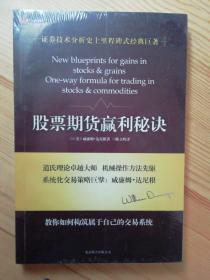 证券技术分析史上里程碑式经典巨著
New blueprints for gains in
stocks & grains
One-way formula for trading in
stocks & commodities
股票期货赢利秘诀
道氏理论卓越大师 机械操作方法先驱
系统化交易策略巨擘：威廉姆·达尼根
教你如何构筑属于自己的交易系统